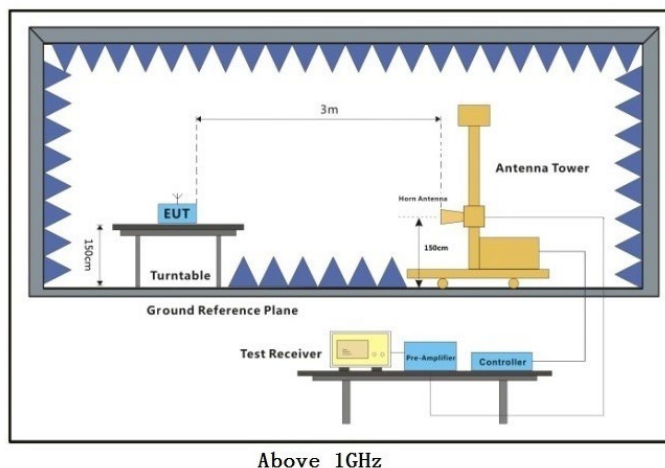 3m
Antenna Tower
Horn Antenna
EUT
150cm
150cm
Turntable
Ground Reference Plane
Test Receiver
Pre-Amplifier
Controller
Above 1GHz